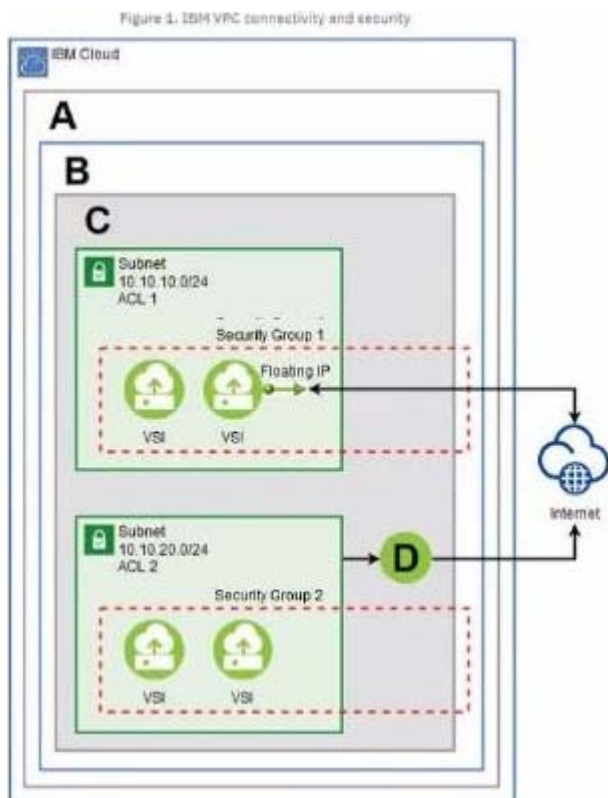 Figure 1. IBM VPC connectivity and security
IBM Cloud
A
B
C
Subnet
10.10.10.0/24
ACL 1
Security Group 1
Floating IP
VSI
VSI
Internet
Subnet
10.10.20.0/24
ACL 2
D
Security Group 2
VSI
VSI